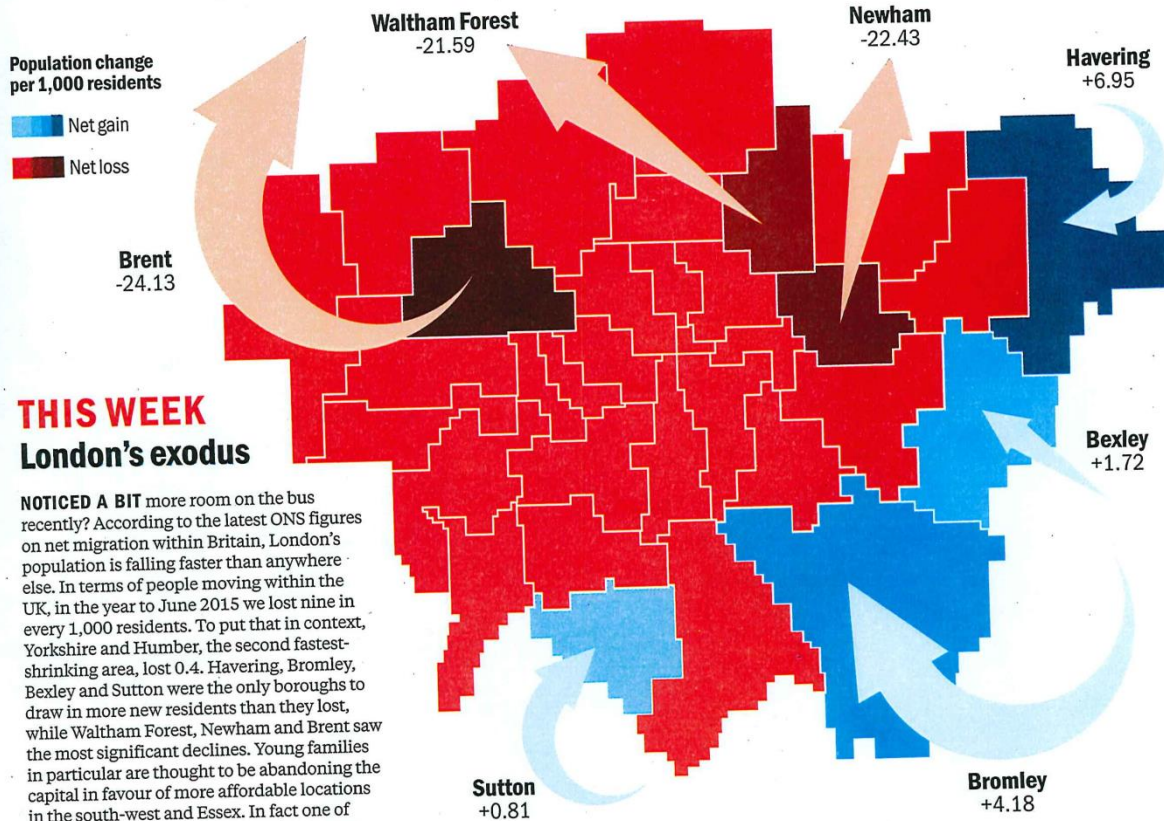 Waltham Forest
-21.59
Newham
-22.43
Havering
+6.95
Population change
per 1,000 residents
Net gain
Net loss
Brent
-24.13
THIS WEEK
London's exodus
NOTICED A BIT more room on the bus
recently? According to the latest ONS figures
on net migration within Britain, London's
population is falling faster than anywhere
else. In terms of people moving within the
UK, in the year to June 2015 we lost nine in
every 1,000 residents. To put that in context,
Yorkshire and Humber, the second fastest-
shrinking area, lost 0.4. Havering, Bromley,
Bexley and Sutton were the only boroughs to
draw in more new residents than they lost,
while Waltham Forest, Newham and Brent saw
the most significant declines. Young families
in particular are thought to be abandoning the
capital in favour of more affordable locations
in the south-west and Essex. In fact one of
Bexley
+1.72
Sutton
+0.81
Bromley
+4.18